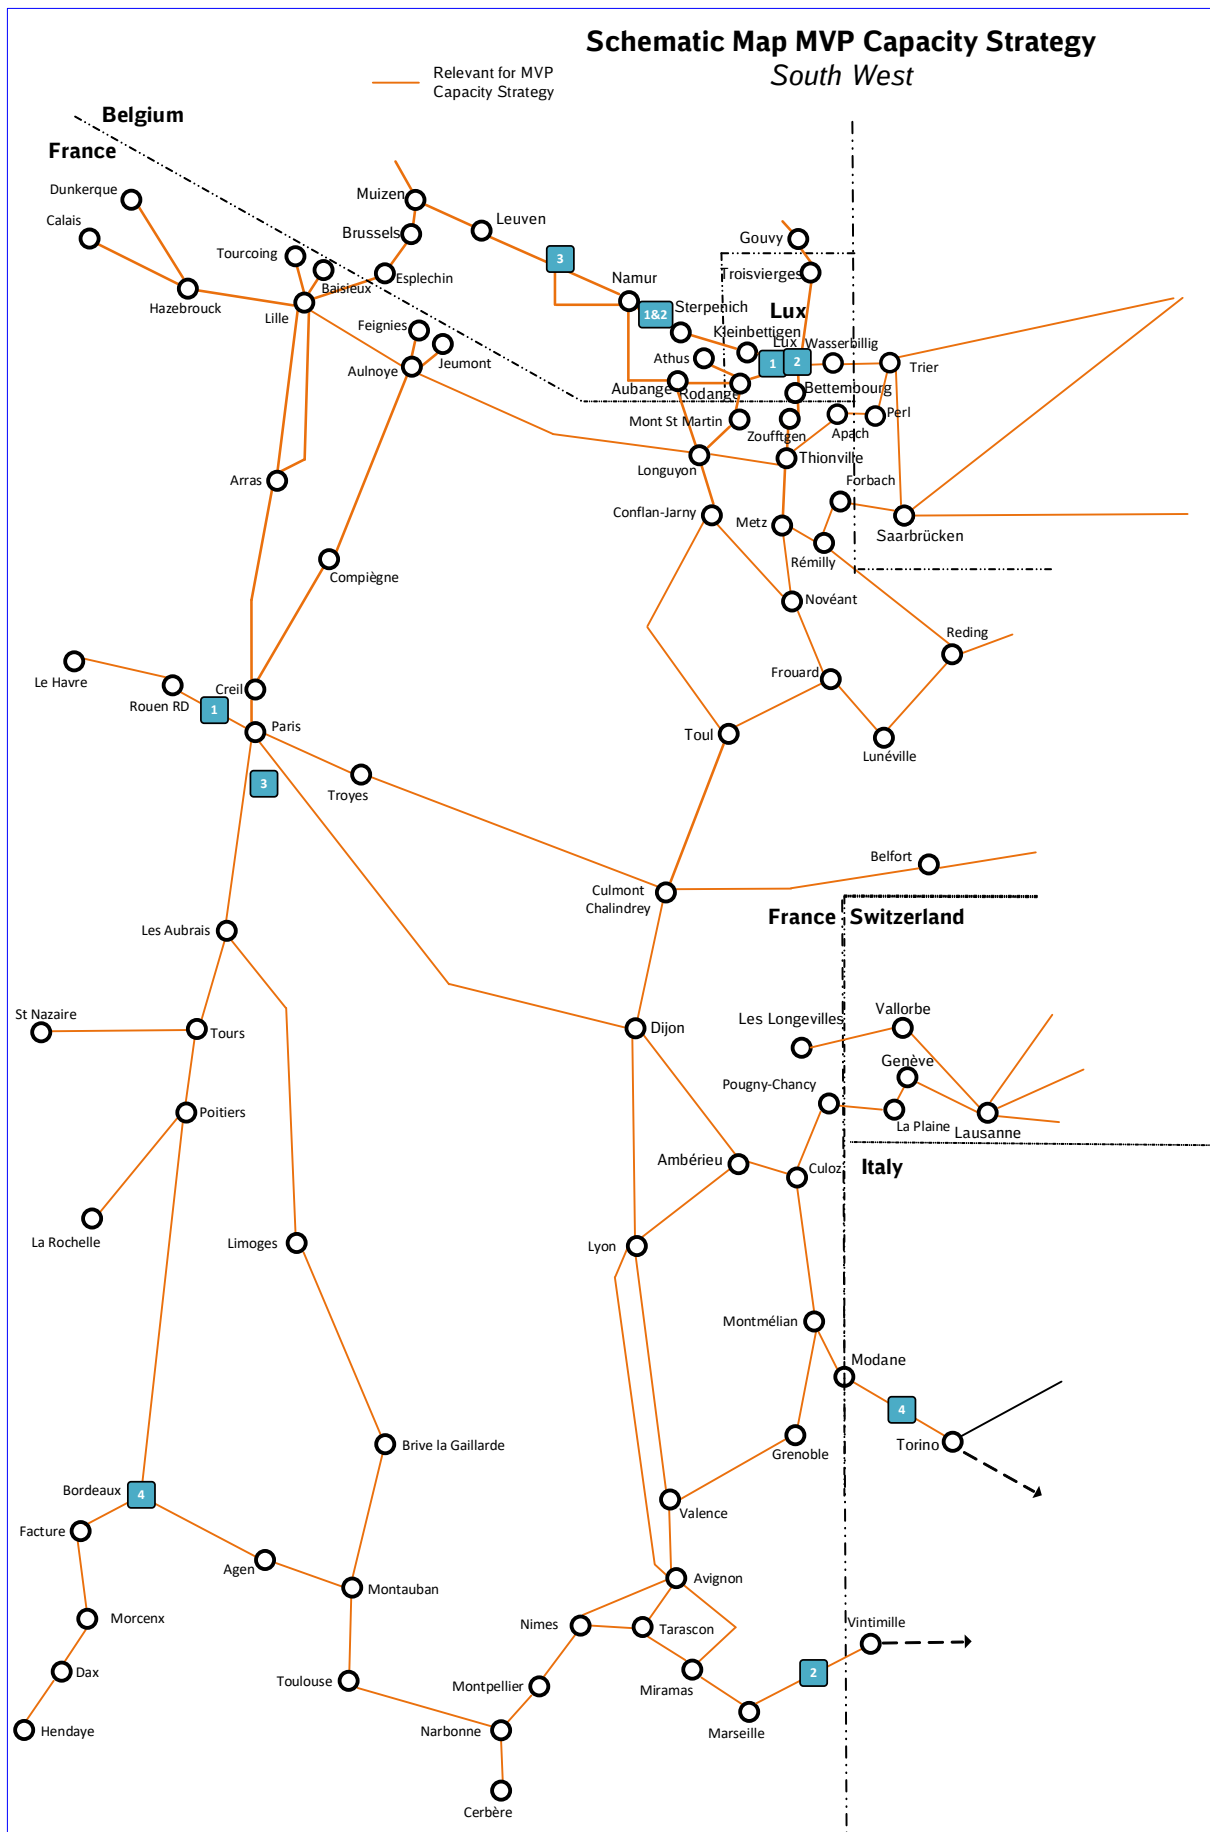 Schematic Map MVP Capacity Strategy
South West
Relevant for MVP
Capacity Strategy
Belgium
France
Dunkerque
Calais
Muizen
Leuven
Brussels
Gouvy
Tourcoing
3
Namur
Troisvierges
Esplechin
Baisieux
Hazebrouck
Lille
Sterpenich
1&2
Lux
Feignies
Kleinbettigen
Lux
Wasserbillig
Jeumont
Athus
1
2
Trier
Aulnoye
Aubange
Rodange
Bettembourg
Mont St Martin
Perl
Apach
Zoufftgen
Thionville
Longuyon
Arras
Forbach
Conflan-Jarny
Metz
Saarbrücken
Rémilly
Compiègne
Novéant
Reding
Frouard
Le Havre
Creil
Rouen RD
1
Paris
Toul
Lunéville
3
Troyes
Belfort
Culmont
Chalindrey
France
Switzerland
Les Aubrais
St Nazaire
Tours
Dijon
Les Longevilles
Vallorbe
Genève
Pougny-Chancy
Poitiers
La Plaine
Lausanne
Ambérieu
Culoz
Italy
La Rochelle
Limoges
Lyon
Montmélian
Modane
4
Torino
Brive la Gaillarde
Grenoble
Bordeaux
4
Valence
Facture
Agen
Avignon
Montauban
Morcenx
Nimes
Tarascon
Vintimille
Dax
Toulouse
Montpellier
Miramas
2
Hendaye
Narbonne
Marseille
Cerbère